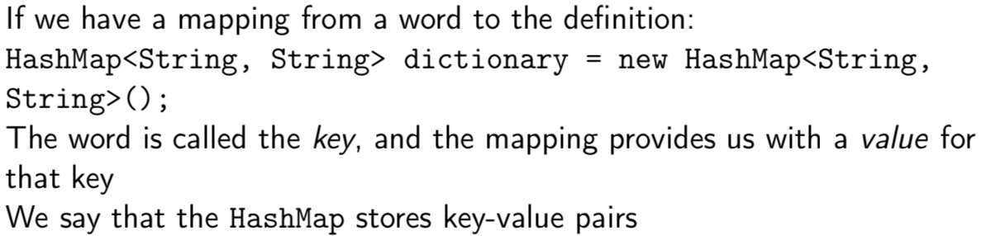 If we have a mapping from a word to the definition:
HashMap<String, String> dictionary = new HashMap<String,
String>();
The word is called the key, and the mapping provides us with a value for
that key
We say that the HashMap stores key-value pairs